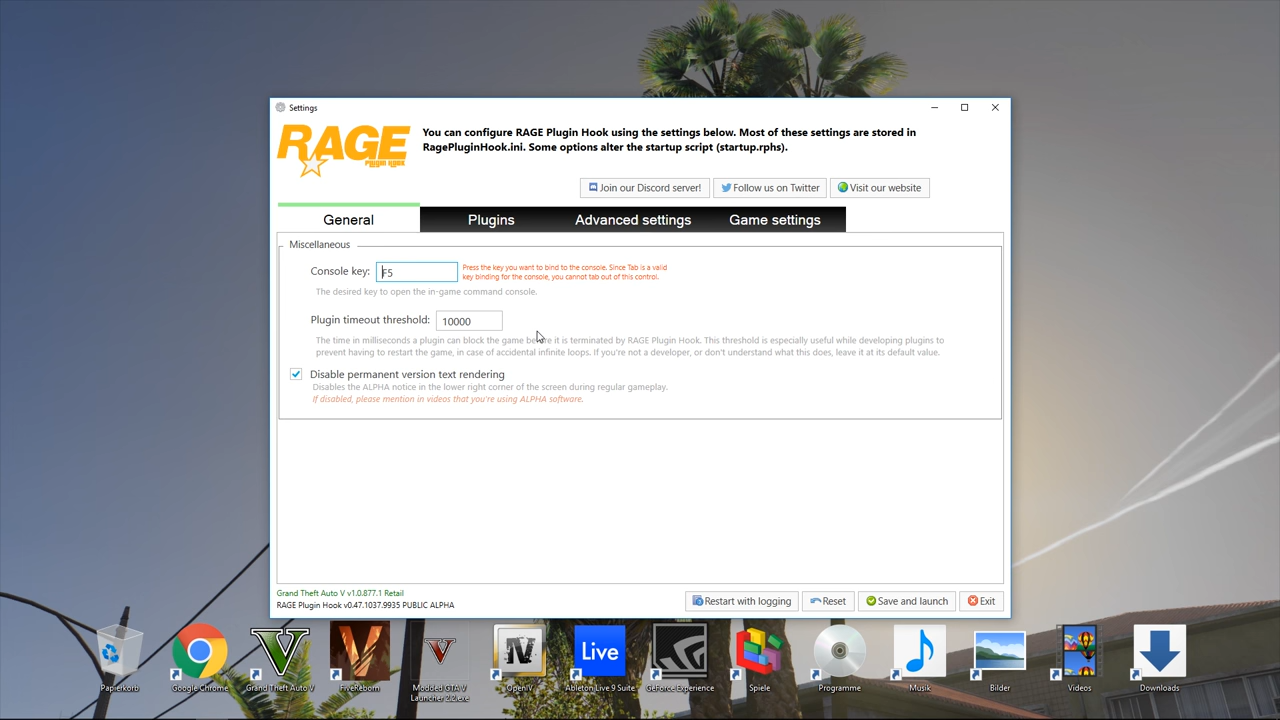 Settings
RAGE
PLUGIN HOOK
You can configure RAGE Plugin Hook using the settings below. Most of these settings are stored in
RagePluginHook.ini. Some options alter the startup script (startup.rphs).
Join our Discord server!
Follow us on Twitter
Visit our website
General
Plugins
Advanced settings
Game settings
Miscellaneous
Console key: F5
Press the key you want to bind to the console. Since Tab is a valid
key binding for the console, you cannot tab out of this control.
The desired key to open the in-game command console.
Plugin timeout threshold: 10000
The time in milliseconds a plugin can block the game before it is terminated by RAGE Plugin Hook. This threshold is especially useful while developing plugins to
prevent having to restart the game, in case of accidental infinite loops. If you're not a developer, or don't understand what this does, leave it at its default value.
Disable permanent version text rendering
Disables the ALPHA notice in the lower right corner of the screen during regular gameplay.
If disabled, please mention in videos that you're using ALPHA software.
Grand Theft Auto V v1.0.877.1 Retail
RAGE Plugin Hook v0.47.1037.9935 PUBLIC ALPHA
Restart with logging
Reset
Save and launch
Exit
Live
Papierkorb
Google Chrome
Grand Theft Auto V
FiveReborn
Modded GTA V
Launcher 2.2.exe
OpenIV
Ableton Live 9 Suite
GeForce Experience
Spiele
Programme
Musik
Bilder
Videos
Downloads